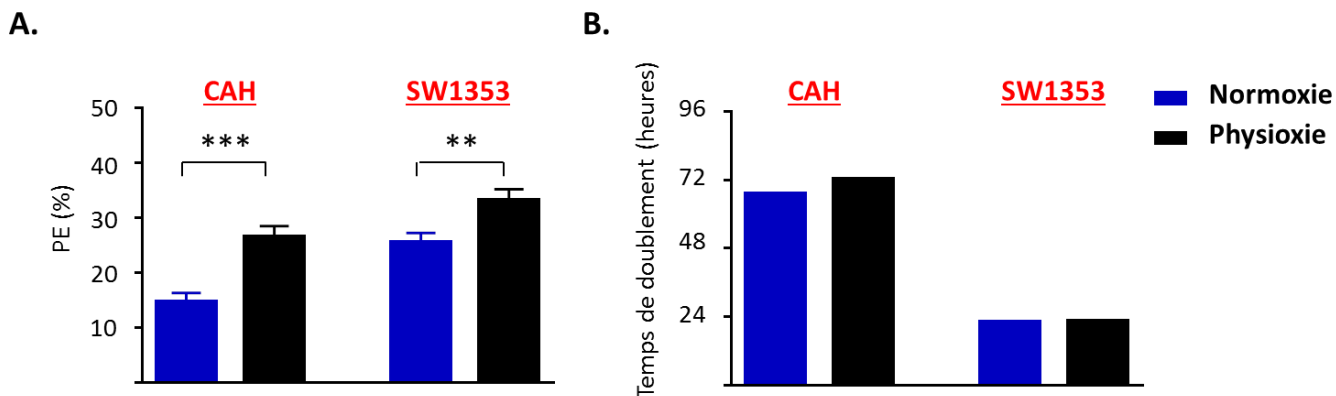 A.
CAH
SW1353
***
**
50
40
30
20
10
PE (%)
B.
CAH
SW1353
96
72
48
24
Temps de doublement (heures)
Normoxie
Physioxie